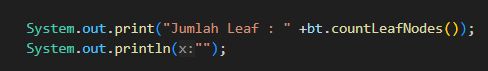 System.out.print("Jumlah Leaf : " +bt.countLeafNodes());
System.out.println(x:"");